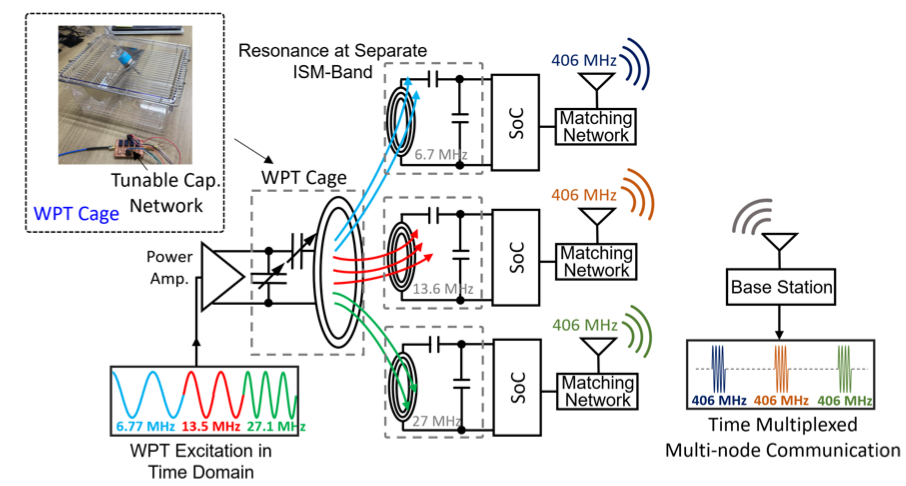 Resonance at Separate
ISM-Band
Tunable Cap.
Network
WPT Cage
WPT Cage
Power
Amp.
6.77 MHz
13.5 MHz
27.1 MHz
WPT Excitation in
Time Domain
6.7 MHz
SoC
406 MHz
Matching
Network
13.6 MHz
SoC
406 MHz
Matching
Network
27 MHz
SoC
406 MHz
Matching
Network
Base Station
406 MHz
406 MHz
406 MHz
Time Multiplexed
Multi-node Communication